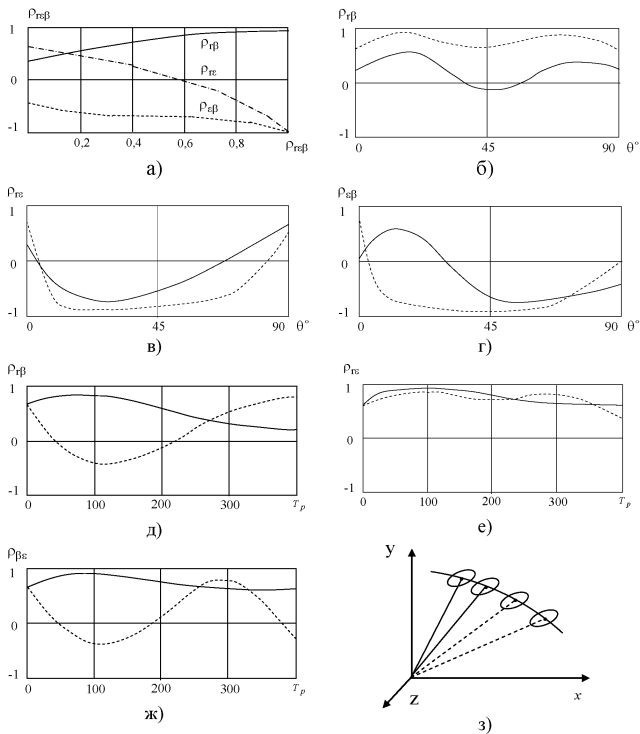 ρrεβ
1
0
-1
ρrβ
ρrε
ρεβ
0,2 0,4 0,6 0,8 ρrεβ
а)
ρrβ
1
0
-1
0 45 90 θ°
б)
ρrε
1
0
-1
0 45 90 θ°
в)
ρεβ
1
0
-1
0 45 90 θ°
г)
ρrβ
1
0
-1
0 100 200 300 Tp
д)
ρrε
1
0
-1
0 100 200 300 Tp
е)
ρβε
1
0
-1
0 100 200 300 Tp
ж)
y
x
z
з)